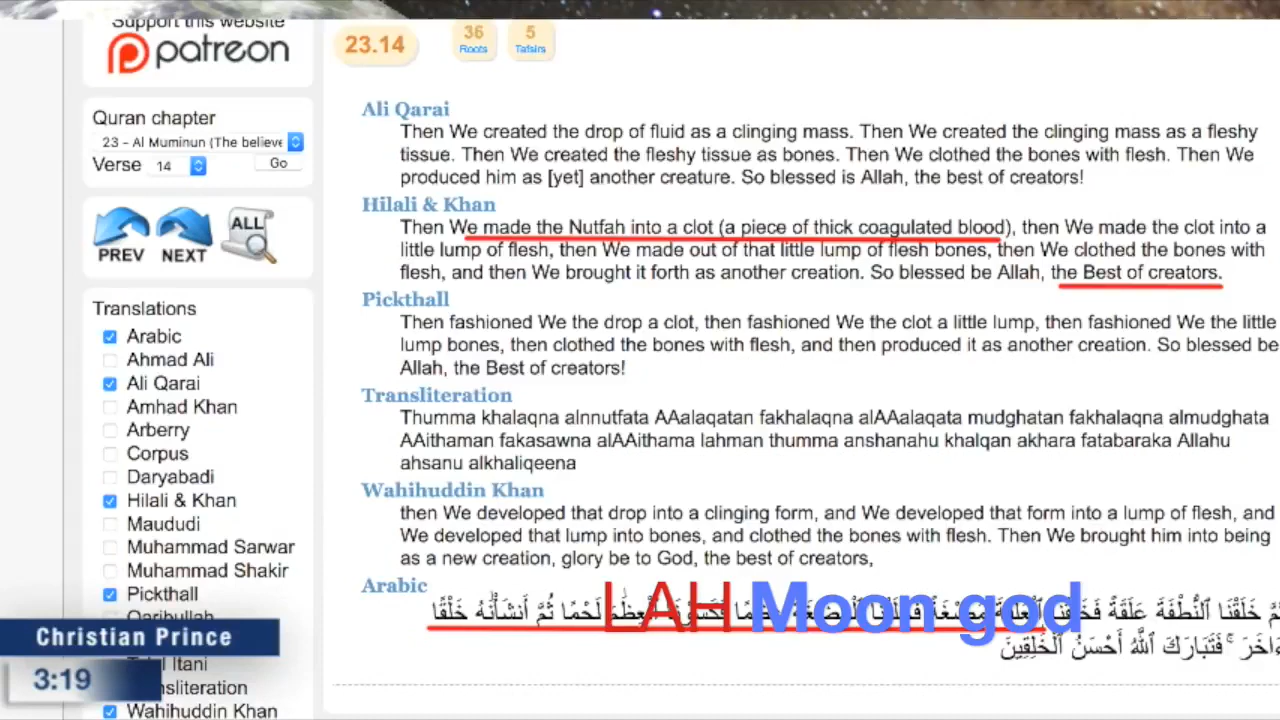 Support this website
patreon
Quran chapter
23 - Al Muminun (The believe
Verse 14 Go
PREV NEXT ALL
Translations
Arabic
Ahmad Ali
Ali Qarai
Amhad Khan
Arberry
Corpus
Daryabadi
Hilali & Khan
Maududi
Muhammad Sarwar
Muhammad Shakir
Pickthall
Qaribullah
Christian Prince
Talal Itani
3:19
Wahihuddin Khan
23.14
36 Roots
5 Tafsirs
Ali Qarai
Then We created the drop of fluid as a clinging mass. Then We created the clinging mass as a fleshy
tissue. Then We created the fleshy tissue as bones. Then We clothed the bones with flesh. Then We
produced him as [yet] another creature. So blessed is Allah, the best of creators!
Hilali & Khan
Then We made the Nutfah into a clot (a piece of thick coagulated blood), then We made the clot into a
little lump of flesh, then We made out of that little lump of flesh bones, then We clothed the bones with
flesh, and then We brought it forth as another creation. So blessed be Allah, the Best of creators.
Pickthall
Then fashioned We the drop a clot, then fashioned We the clot a little lump, then fashioned We the little
lump bones, then clothed the bones with flesh, and then produced it as another creation. So blessed be
Allah, the Best of creators!
Transliteration
Thumma khalaqna alnnutfata AAalaqatan fakhalaqna alAAalaqata mudghatan fakhalaqna almudghata
AAithaman fakasawna alAAithama lahman thumma anshanahu khalqan akhara fatabaraka Allahu
ahsanu alkhaliqeena
Wahihuddin Khan
then We developed that drop into a clinging form, and We developed that form into a lump of flesh, and
We developed that lump into bones, and clothed the bones with flesh. Then We brought him into being
as a new creation, glory be to God, the best of creators,
Arabic
خَلَقْنَا ٱلنُّطْفَةَ عَلَقَةً لَحْمًا ثُمَّ أَنشَأْنَٰهُ خَلْقًا
فَتَبَارَكَ ٱللَّهُ أَحْسَنُ ٱلْخَٰلِقِينَ
LAH Moon god